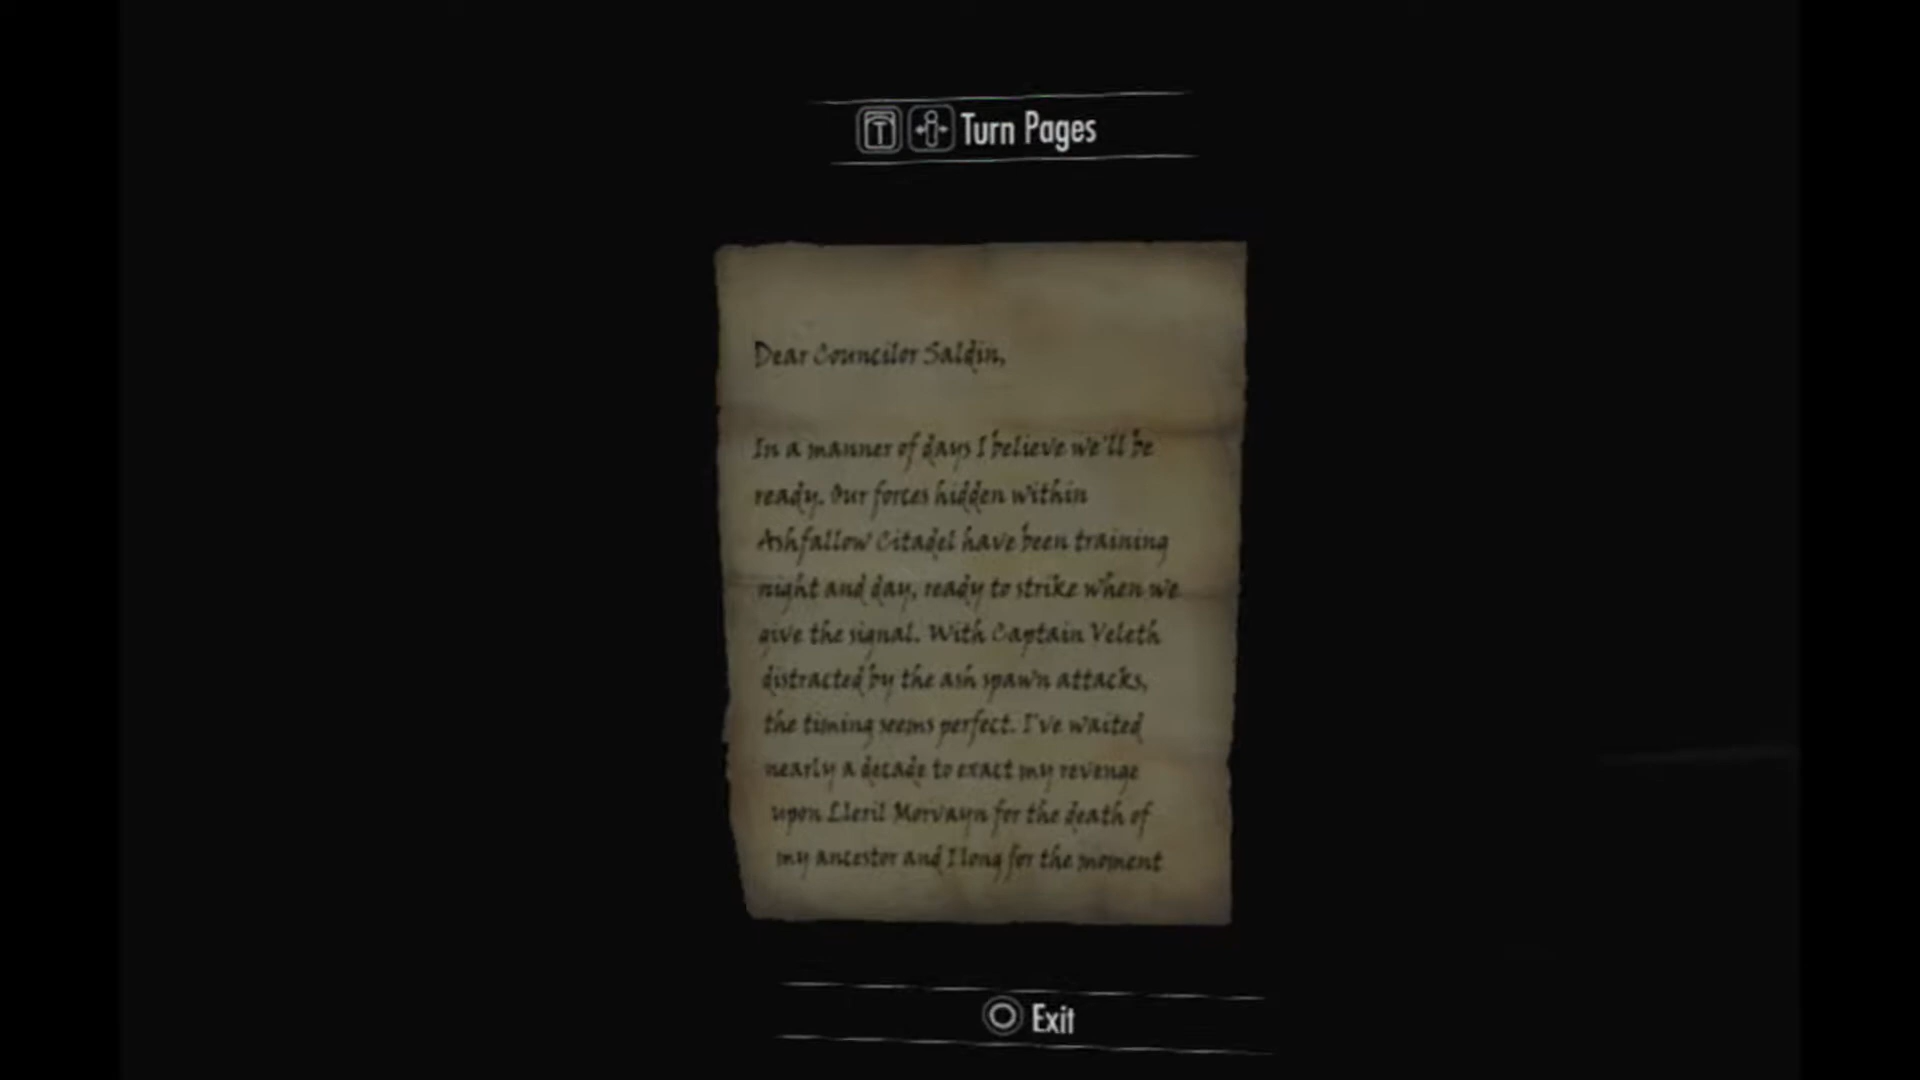 Turn Pages
Dear Councilor Saldin,
In a manner of days I believe we'll be
ready. Our forces hidden within
Ashfallow Citadel have been training
night and day, ready to strike when we
give the signal. With Captain Veleth
distracted by the ash spawn attacks,
the timing seems perfect. I've waited
nearly a decade to exact my revenge
upon Lleril Morvayn for the death of
my ancestor and I long for the moment
Exit